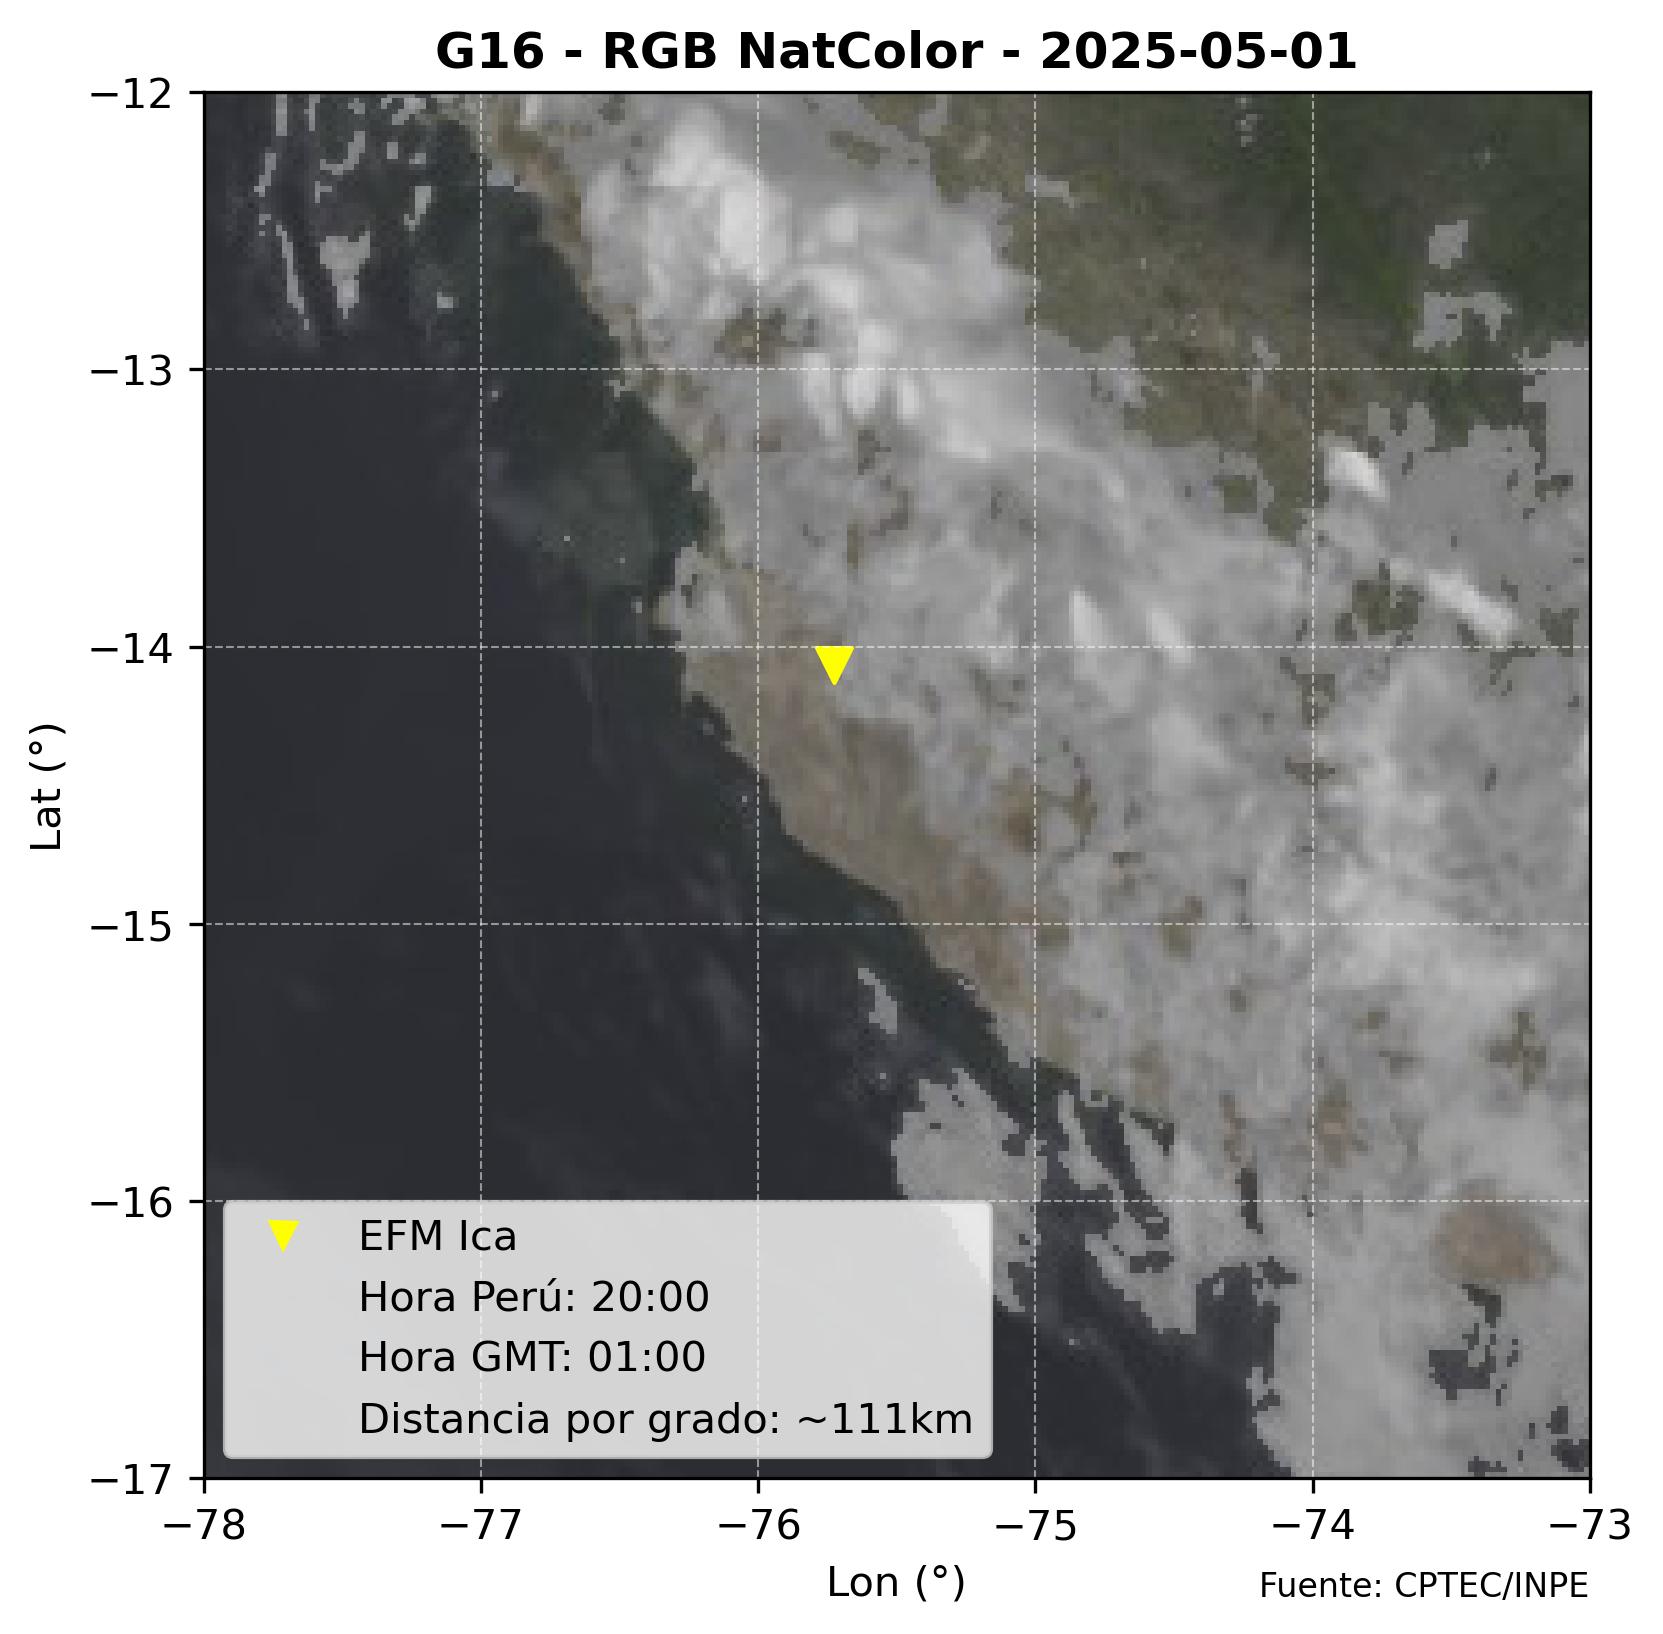 G16 - RGB NatColor - 2025-05-01
−12
−13
−14
−15
−16
−17
Lat (°)
EFM Ica
Hora Perú: 20:00
Hora GMT: 01:00
Distancia por grado: ~111km
−78
−77
−76
−75
−74
−73
Lon (°)
Fuente: CPTEC/INPE